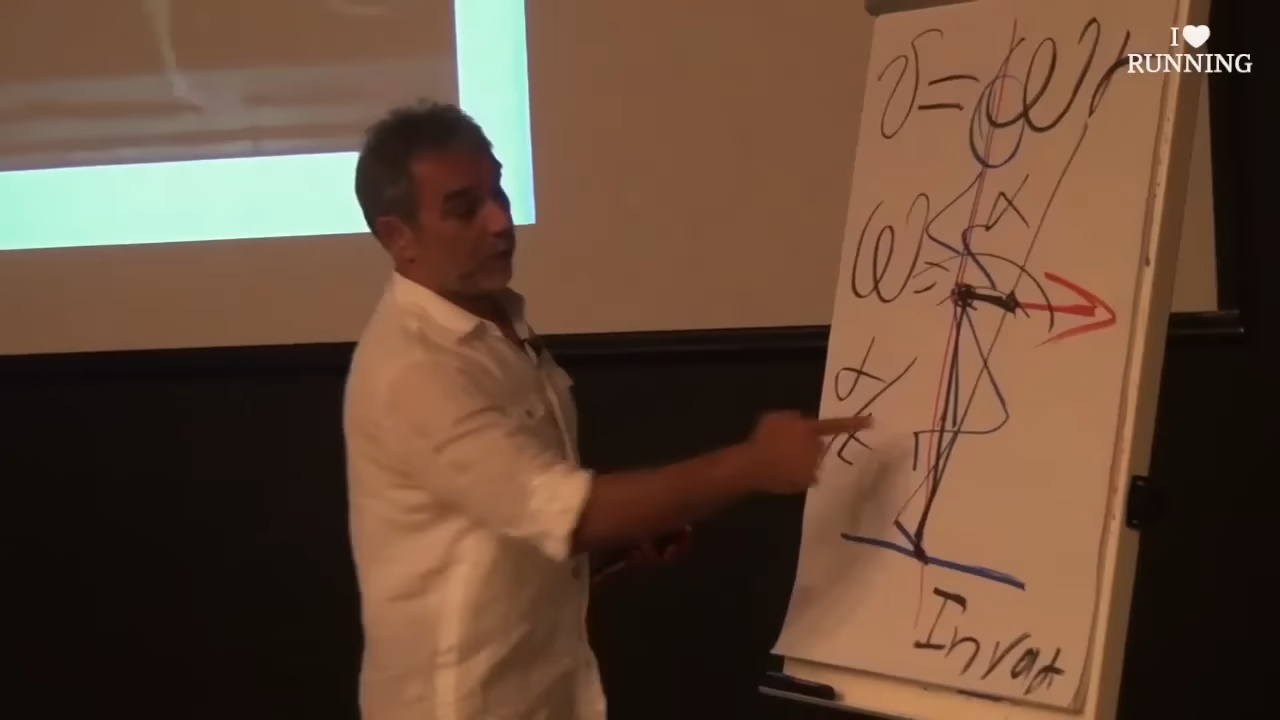 I ♥
RUNNING
v = ωr
α
ω =
α/t
Invat